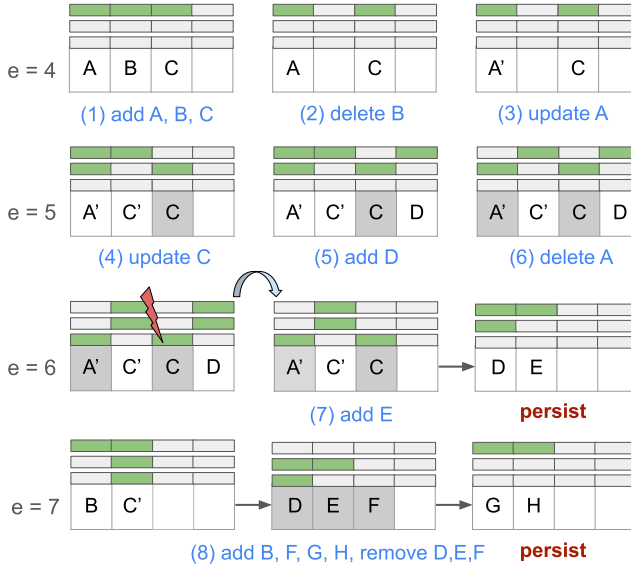 e = 4 A B C A C A' C
(1) add A, B, C (2) delete B (3) update A
e = 5 A' C' C A' C' C D A' C' C D
(4) update C (5) add D (6) delete A
e = 6 A' C' C D A' C' C D E
(7) add E persist
e = 7 B C' D E F G H
(8) add B, F, G, H, remove D,E,F persist